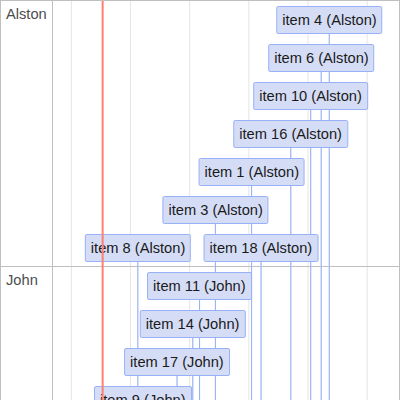 Alston
item 4 (Alston)
item 6 (Alston)
item 10 (Alston)
item 16 (Alston)
item 1 (Alston)
item 3 (Alston)
item 8 (Alston)
item 18 (Alston)
John
item 11 (John)
item 14 (John)
item 17 (John)
item 9 (John)